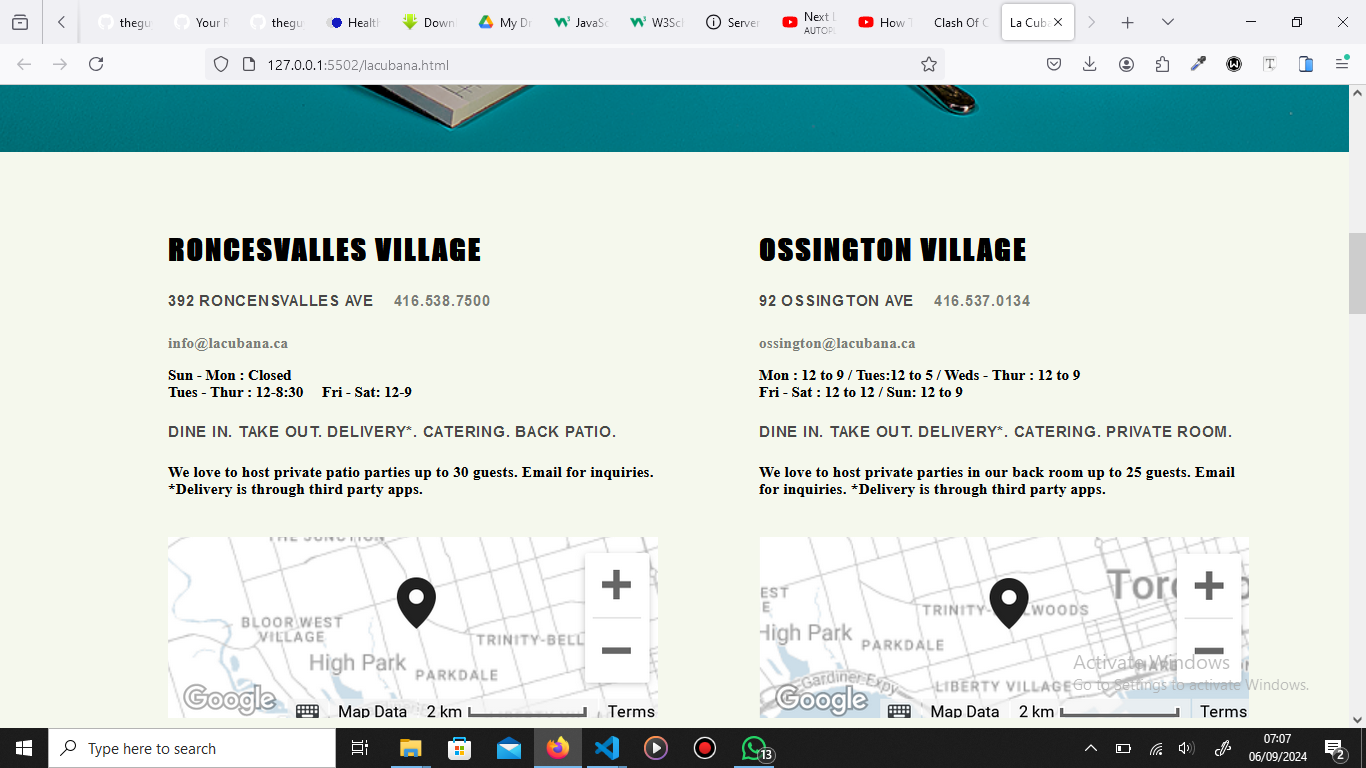 thegu
Your R
thegu
Health
Down
My Dr
JavaSc
W3Sch
Server
Next L
AUTOPL
How T
Clash Of C
La Cuba
127.0.0.1:5502/lacubana.html
RONCESVALLES VILLAGE
392 RONCENSVALLES AVE 416.538.7500
info@lacubana.ca
Sun - Mon : Closed
Tues - Thur : 12-8:30 Fri - Sat: 12-9
DINE IN. TAKE OUT. DELIVERY*. CATERING. BACK PATIO.
We love to host private patio parties up to 30 guests. Email for inquiries.
*Delivery is through third party apps.
THE JUNCTION
BLOOR WEST
VILLAGE
TRINITY-BELL
High Park
PARKDALE
Google
Map Data 2 km Terms
OSSINGTON VILLAGE
92 OSSINGTON AVE 416.537.0134
ossington@lacubana.ca
Mon : 12 to 9 / Tues:12 to 5 / Weds - Thur : 12 to 9
Fri - Sat : 12 to 12 / Sun: 12 to 9
DINE IN. TAKE OUT. DELIVERY*. CATERING. PRIVATE ROOM.
We love to host private parties in our back room up to 25 guests. Email
for inquiries. *Delivery is through third party apps.
EST
E
TRINITY-
WOODS
High Park
PARKDALE
Gardiner Expy
LIBERTY VILLAGE
Google
Map Data 2 km Terms
Activate Windows
Go to Settings to activate Windows.
Type here to search
13
07:07
06/09/2024
2